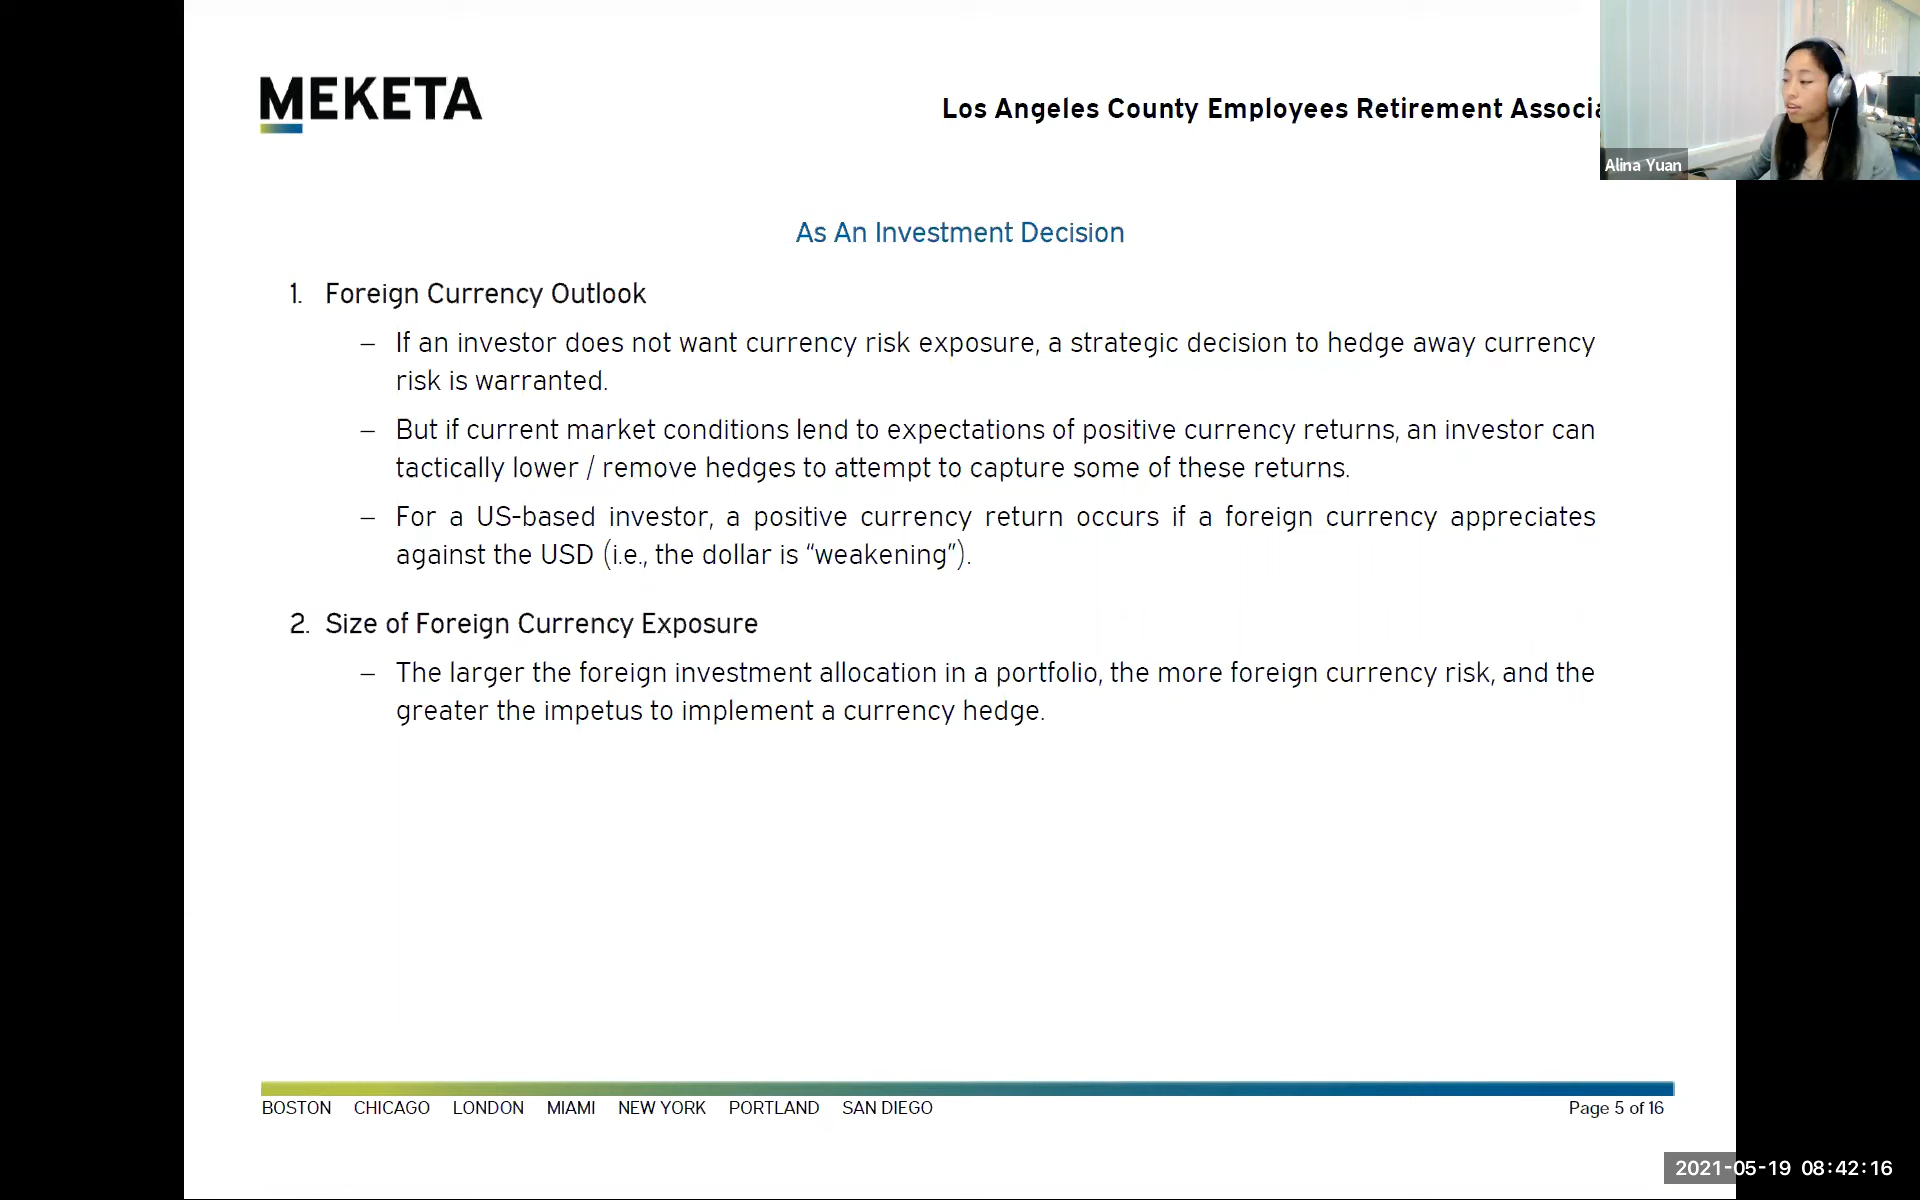 MEKETA
Los Angeles County Employees Retirement Associa
Alina Yuan
As An Investment Decision
1. Foreign Currency Outlook
– If an investor does not want currency risk exposure, a strategic decision to hedge away currency
risk is warranted.
– But if current market conditions lend to expectations of positive currency returns, an investor can
tactically lower / remove hedges to attempt to capture some of these returns.
– For a US-based investor, a positive currency return occurs if a foreign currency appreciates
against the USD (i.e., the dollar is “weakening”).
2. Size of Foreign Currency Exposure
– The larger the foreign investment allocation in a portfolio, the more foreign currency risk, and the
greater the impetus to implement a currency hedge.
BOSTON CHICAGO LONDON MIAMI NEW YORK PORTLAND SAN DIEGO
Page 5 of 16
2021-05-19 08:42:16